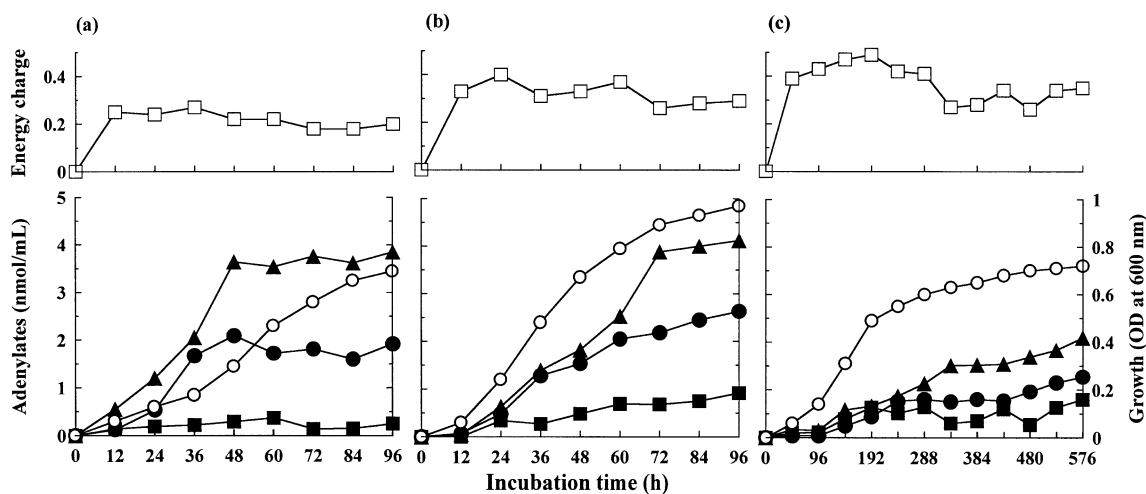 (a)
(b)
(c)
Energy charge
0.4
0.2
0
Adenylates (nmol/mL)
5
4
3
2
1
0
1
0.8
0.6
0.4
0.2
0
Growth (OD at 600 nm)
0 12 24 36 48 60 72 84 96
0 12 24 36 48 60 72 84 96
0 96 192 288 384 480 576
Incubation time (h)